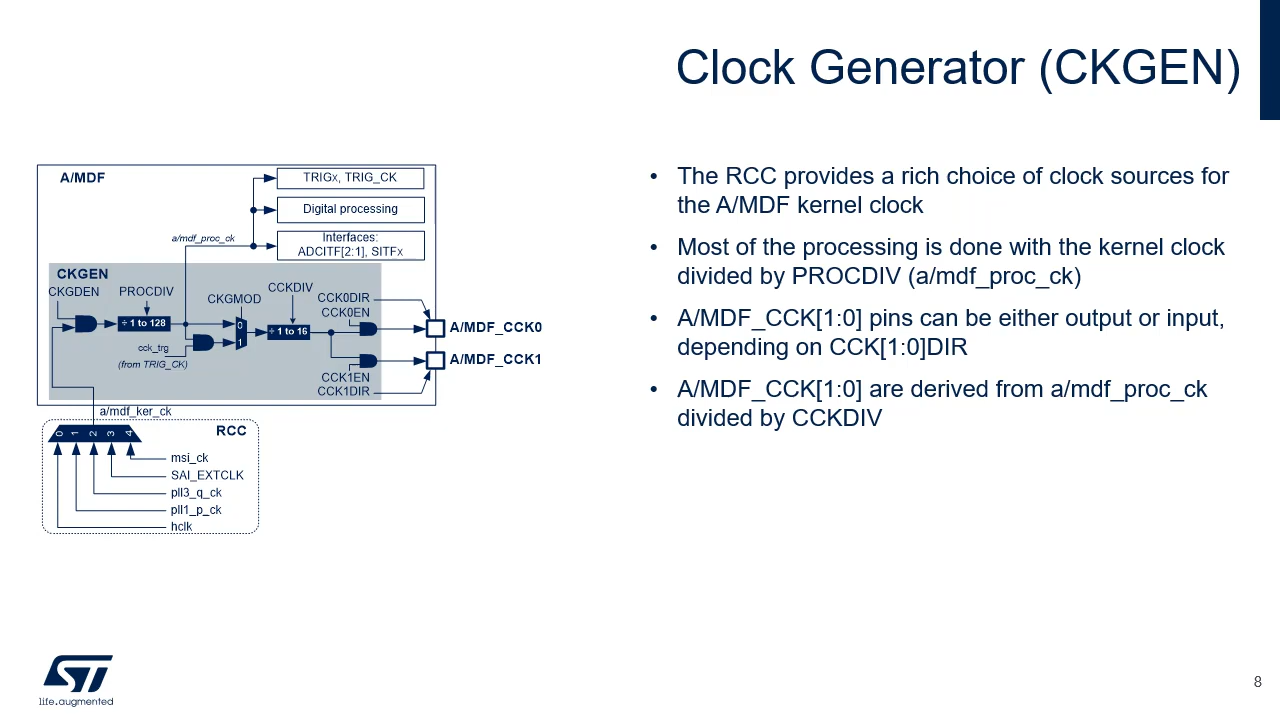 Clock Generator (CKGEN)
A/MDF
TRIGx, TRIG_CK
Digital processing
a/mdf_proc_ck
Interfaces:
ADCITF[2:1], SITFx
CKGEN
CKGDEN
PROCDIV
CKGMOD
CCKDIV
CCK0DIR
CCK0EN
÷ 1 to 128
0
1
÷ 1 to 16
A/MDF_CCK0
cck_trg
(from TRIG_CK)
A/MDF_CCK1
CCK1EN
CCK1DIR
a/mdf_ker_ck
0 1 2 3 4
RCC
msi_ck
SAI_EXTCLK
pll3_q_ck
pll1_p_ck
hclk
• The RCC provides a rich choice of clock sources for
the A/MDF kernel clock
• Most of the processing is done with the kernel clock
divided by PROCDIV (a/mdf_proc_ck)
• A/MDF_CCK[1:0] pins can be either output or input,
depending on CCK[1:0]DIR
• A/MDF_CCK[1:0] are derived from a/mdf_proc_ck
divided by CCKDIV
ST
life.augmented
8